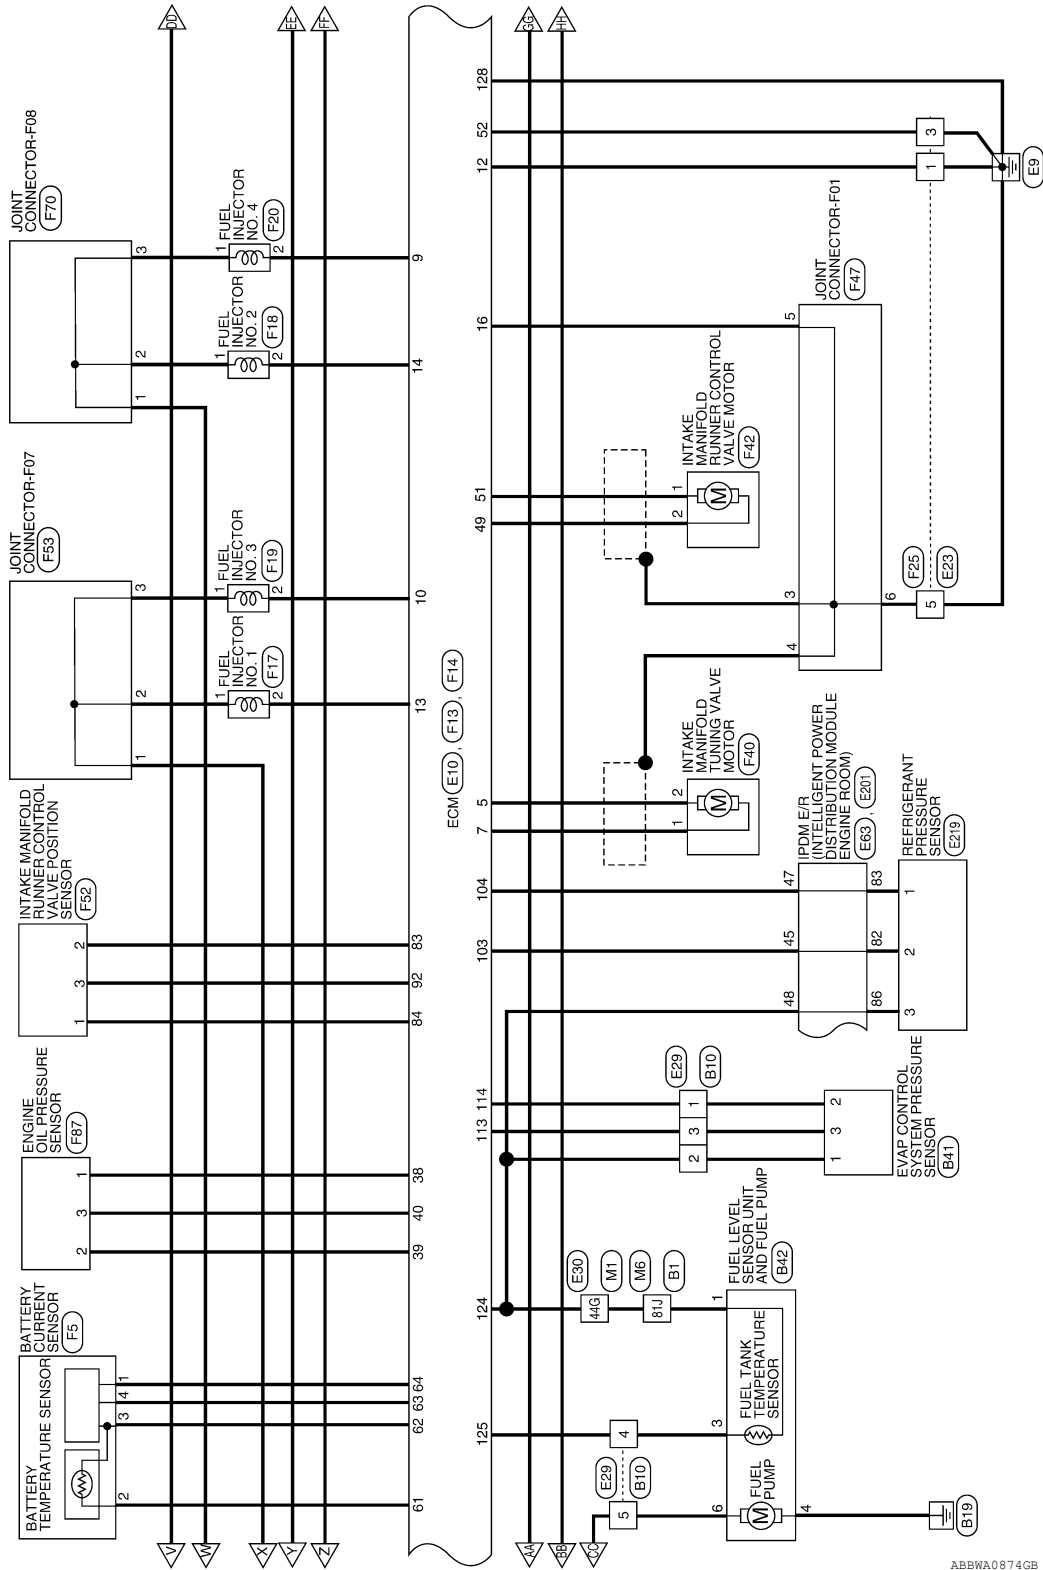 DD
EE
FF
GG
HH
JOINT
CONNECTOR-F08
F70
1
2
3
FUEL
INJECTOR
NO. 4
F20
1
2
FUEL
INJECTOR
NO. 2
F18
1
2
9
14
JOINT
CONNECTOR-F07
F53
1
2
3
FUEL
INJECTOR
NO. 3
F19
1
2
FUEL
INJECTOR
NO. 1
F17
1
2
10
13
INTAKE MANIFOLD
RUNNER CONTROL
VALVE POSITION
SENSOR
F52
2
3
1
83
92
84
ENGINE
OIL PRESSURE
SENSOR
F87
1
3
2
38
40
39
BATTERY
CURRENT
SENSOR
F5
BATTERY
TEMPERATURE SENSOR
1
4
3
2
64
63
62
61
V
W
X
Y
Z
AA
BB
CC
ECM E10 , F13 , F14
128
52
12
16
51
49
5
7
104
103
114
113
124
125
3
1
E9
JOINT
CONNECTOR-F01
F47
5
3
4
6
F25
5
E23
INTAKE
MANIFOLD
RUNNER CONTROL
VALVE MOTOR
F42
1
2
M
INTAKE
MANIFOLD
TUNING VALVE
MOTOR
F40
2
1
M
IPDM E/R
(INTELLIGENT POWER
DISTRIBUTION MODULE
ENGINE ROOM)
E63 , E201
47
45
48
83
82
86
REFRIGERANT
PRESSURE
SENSOR
E219
1
2
3
E29
B10
1
3
2
EVAP CONTROL
SYSTEM PRESSURE
SENSOR
B41
2
3
1
E30
44G
M1
M6
81J
B1
FUEL LEVEL
SENSOR UNIT
AND FUEL PUMP
B42
1
3
6
4
FUEL TANK
TEMPERATURE
SENSOR
FUEL
PUMP
M
E29
B10
4
5
B19
ABBWA0874GB